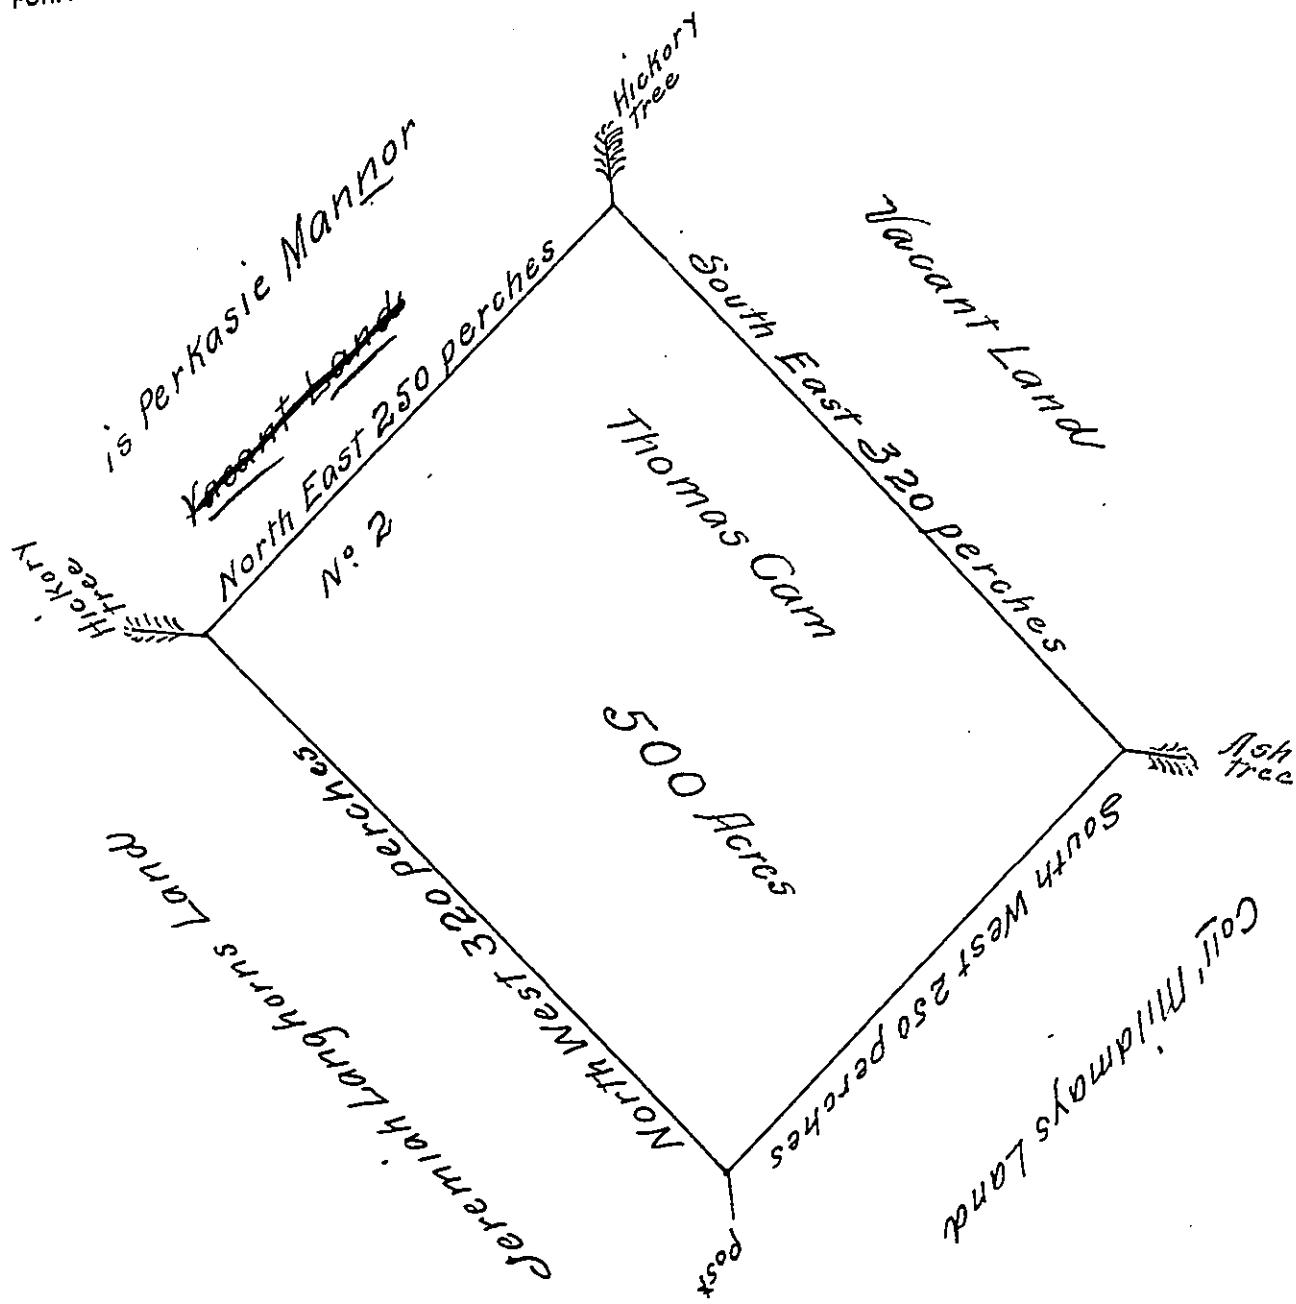 Hickory
tree
is Perkasie Mannor
Vacant Land
North East 250 perches
South East 320 perches
Vacant Land
Thomas Cam
Nº 2
Hickory
tree
500 Acres
Ash
tree
South West 250 perches
Coll' Mildmays Land
North West 320 perches
Jeremiah Langhorns Land
post